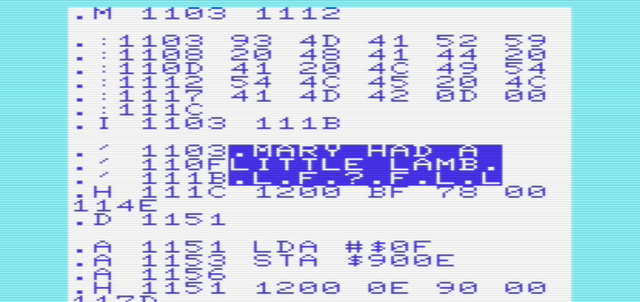 .M 1103 1112
.:1103 93 4D 41 52 59
.:1108 20 48 41 44 20
.:110D 41 20 4C 49 54
.:1112 54 4C 45 20 4C
.:1117 41 4D 42 0D 00
.:111C
.I 1103 111B
.' 1103.MARY HAD A
.' 110FLITTLE LAMB.
.' 111B.L.F.?.F.L.L
.H 111C 1200 BF 78 00
114E
.D 1151
.A 1151 LDA #$0F
.A 1153 STA $900E
.A 1156
.H 1151 1200 0E 90 00
117D